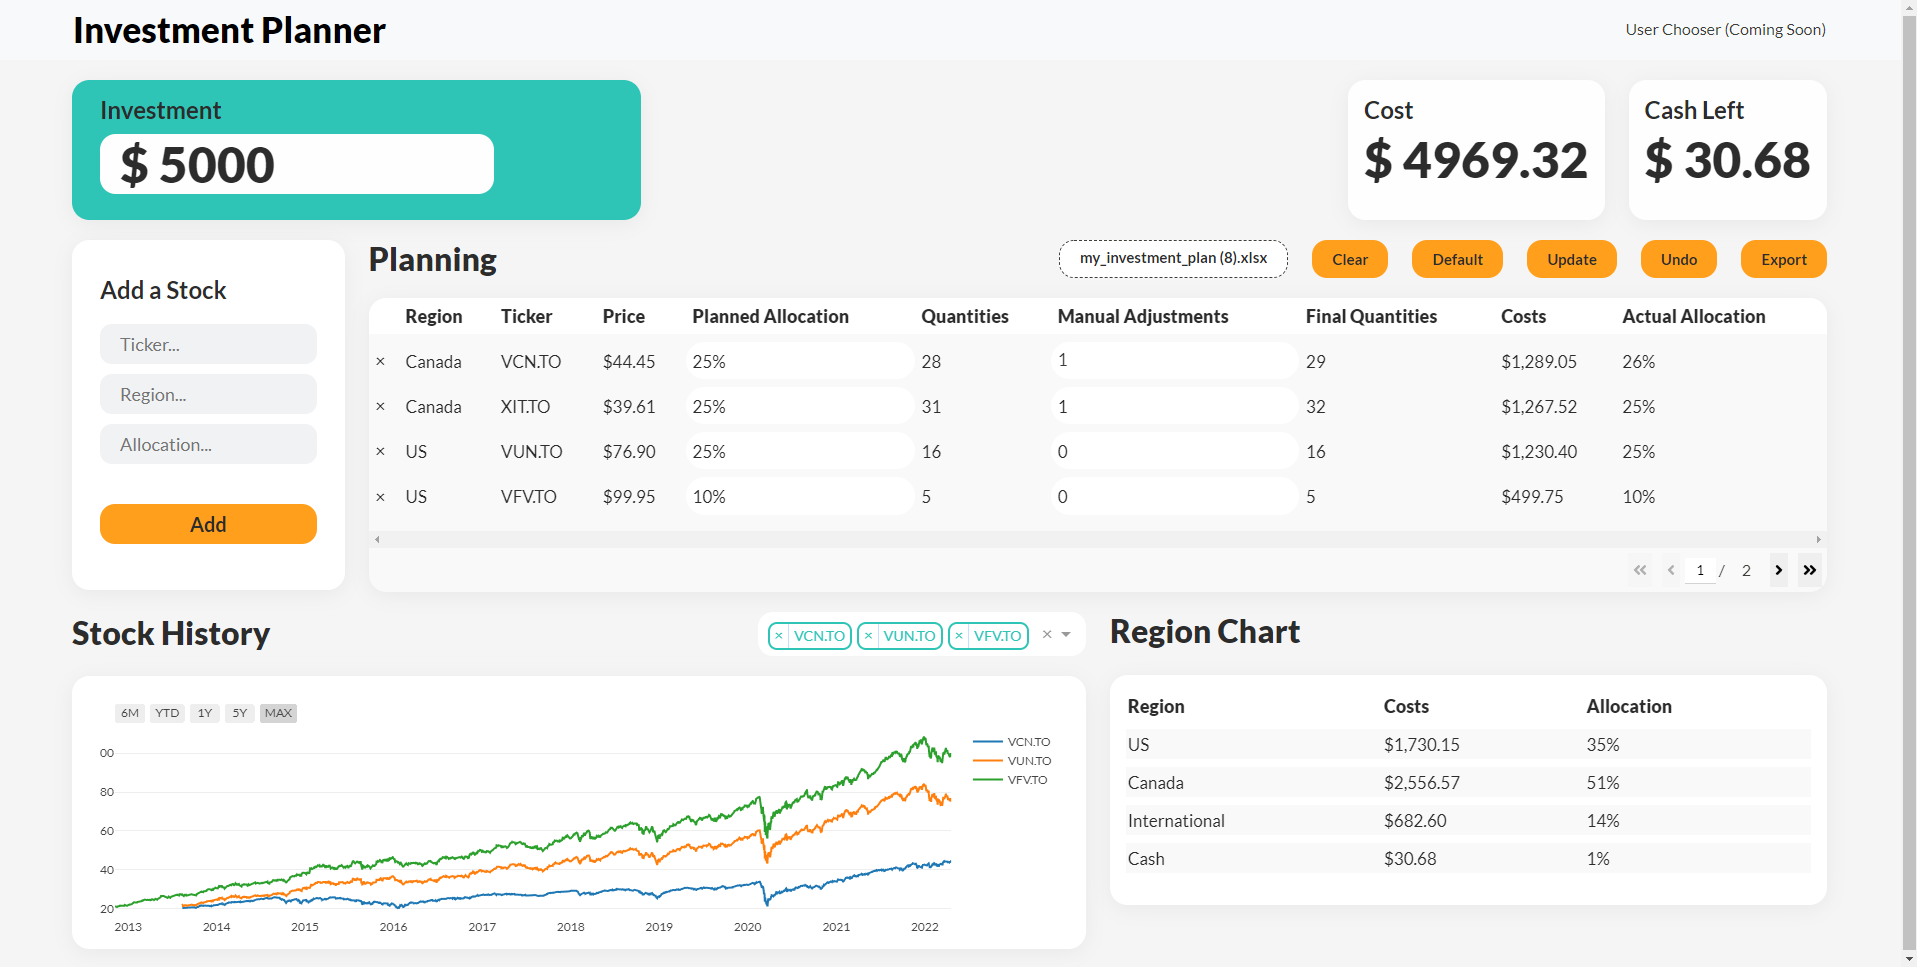 Investment Planner
User Chooser (Coming Soon)
Investment
$ 5000
Cost
$ 4969.32
Cash Left
$ 30.68
Add a Stock
Ticker...
Region...
Allocation...
Add
Planning
my_investment_plan (8).xlsx
Clear
Default
Update
Undo
Export
Region Ticker Price Planned Allocation Quantities Manual Adjustments Final Quantities Costs Actual Allocation
× Canada VCN.TO $44.45 25% 28 1 29 $1,289.05 26%
× Canada XIT.TO $39.61 25% 31 1 32 $1,267.52 25%
× US VUN.TO $76.90 25% 16 0 16 $1,230.40 25%
× US VFV.TO $99.95 10% 5 0 5 $499.75 10%
1 / 2
Stock History
× VCN.TO × VUN.TO × VFV.TO ×
6M YTD 1Y 5Y MAX
00
80
60
40
20
2013 2014 2015 2016 2017 2018 2019 2020 2021 2022
VCN.TO
VUN.TO
VFV.TO
Region Chart
Region Costs Allocation
US $1,730.15 35%
Canada $2,556.57 51%
International $682.60 14%
Cash $30.68 1%